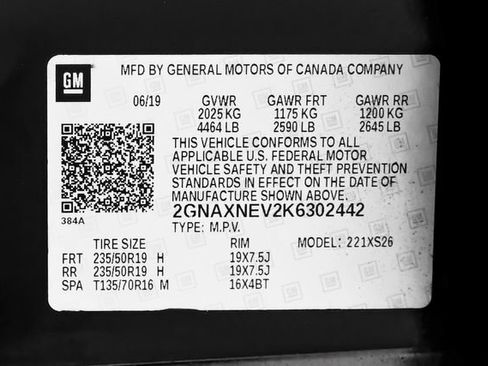 GM
MFD BY GENERAL MOTORS OF CANADA COMPANY
06/19 GVWR GAWR FRT GAWR RR
2025 KG 1175 KG 1200 KG
4464 LB 2590 LB 2645 LB
THIS VEHICLE CONFORMS TO ALL
APPLICABLE U.S. FEDERAL MOTOR
VEHICLE SAFETY AND THEFT PREVENTION
STANDARDS IN EFFECT ON THE DATE OF
MANUFACTURE SHOWN ABOVE.
2GNAXNEV2K6302442
384A
TYPE: M.P.V.
TIRE SIZE RIM MODEL: 221XS26
FRT 235/50R19 H 19X7.5J
RR 235/50R19 H 19X7.5J
SPA T135/70R16 M 16X4BT